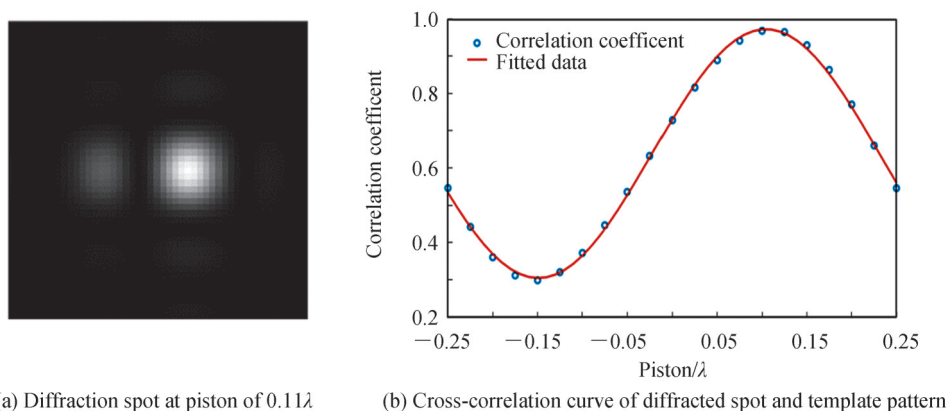 1.0
0.8
0.6
0.4
0.2
Correlation coefficent
Correlation coefficent
Fitted data
−0.25 −0.15 −0.05 0.05 0.15 0.25
Piston/λ
a) Diffraction spot at piston of 0.11λ
(b) Cross-correlation curve of diffracted spot and template pattern